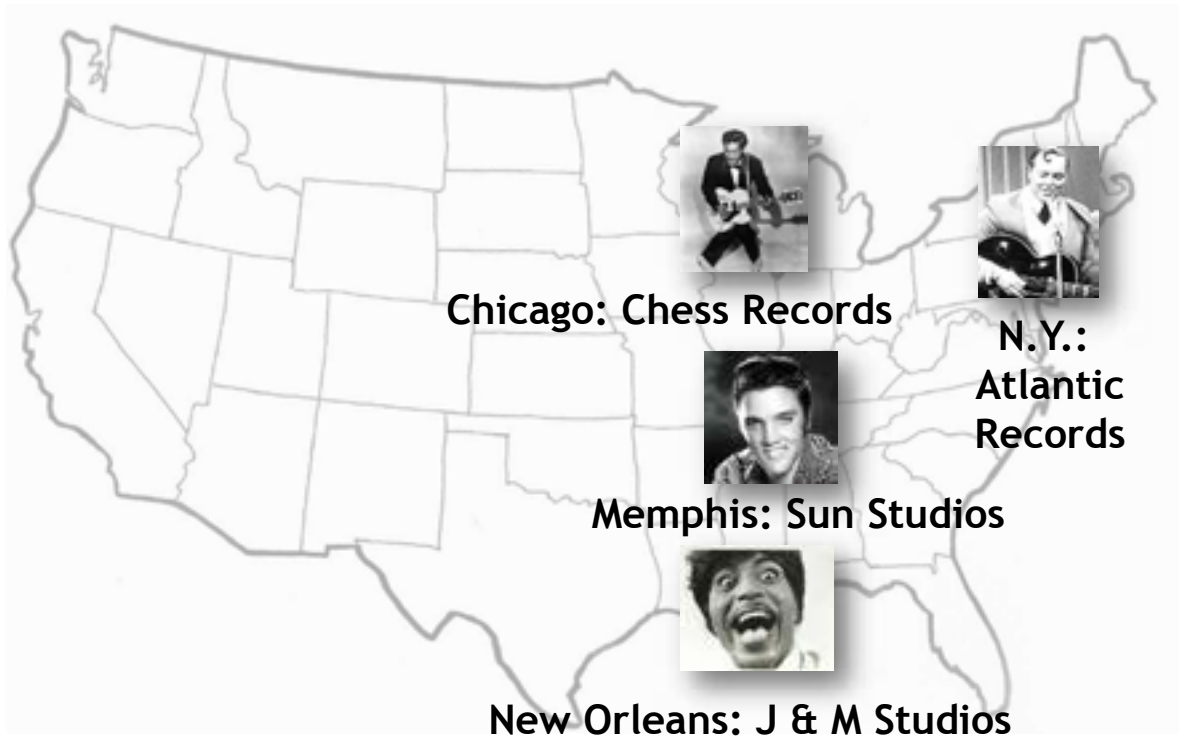 Chicago: Chess Records
N.Y.:
Atlantic
Records
Memphis: Sun Studios
New Orleans: J & M Studios